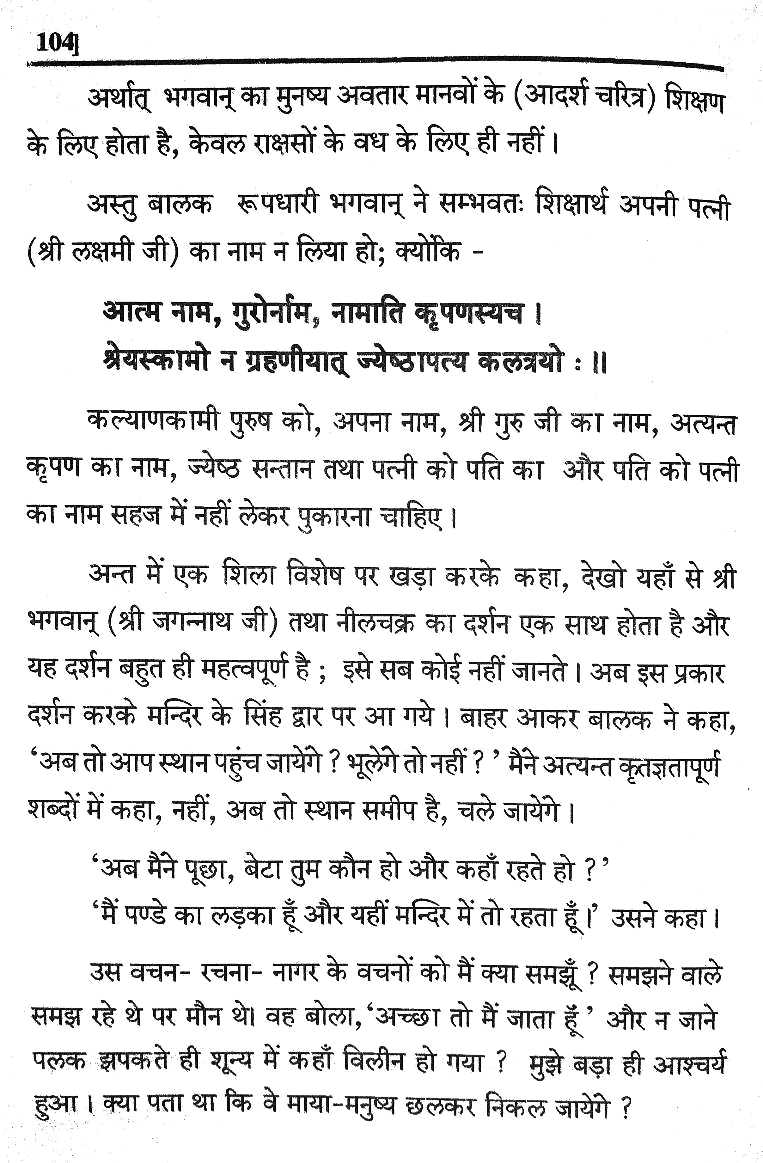 104]
अर्थात् भगवान् का मुनष्य अवतार मानवों के (आदर्श चरित्र) शिक्षण
के लिए होता है, केवल राक्षसों के वध के लिए ही नहीं।
अस्तु बालक रूपधारी भगवान् ने सम्भवतः शिक्षार्थ अपनी पत्नी
(श्री लक्षमी जी) का नाम न लिया हो; क्योंकि -
आत्म नाम, गुरोर्नाम, नामाति कृपणस्यच।
श्रेयस्कामो न ग्रहणीयात् ज्येष्ठापत्य कलत्रयो ः॥
कल्याणकामी पुरुष को, अपना नाम, श्री गुरु जी का नाम, अत्यन्त
कृपण का नाम, ज्येष्ठ सन्तान तथा पत्नी को पति का और पति को पत्नी
का नाम सहज में नहीं लेकर पुकारना चाहिए।
अन्त में एक शिला विशेष पर खड़ा करके कहा, देखो यहाँ से श्री
भगवान् (श्री जगन्नाथ जी) तथा नीलचक्र का दर्शन एक साथ होता है और
यह दर्शन बहुत ही महत्वपूर्ण है ; इसे सब कोई नहीं जानते। अब इस प्रकार
दर्शन करके मन्दिर के सिंह द्वार पर आ गये। बाहर आकर बालक ने कहा,
‘अब तो आप स्थान पहुंच जायेंगे ? भूलेंगे तो नहीं ? ’ मैंने अत्यन्त कृतज्ञतापूर्ण
शब्दों में कहा, नहीं, अब तो स्थान समीप है, चले जायेंगे।
‘अब मैंने पूछा, बेटा तुम कौन हो और कहाँ रहते हो ?’
‘मैं पण्डे का लड़का हूँ और यहीं मन्दिर में तो रहता हूँ।’ उसने कहा।
उस वचन- रचना- नागर के वचनों को मैं क्या समझूँ ? समझने वाले
समझ रहे थे पर मौन थे। वह बोला,‘अच्छा तो मैं जाता हूँ ’ और न जाने
पलक झपकते ही शून्य में कहाँ विलीन हो गया ? मुझे बड़ा ही आश्चर्य
हुआ। क्या पता था कि वे माया-मनुष्य छलकर निकल जायेंगे ?